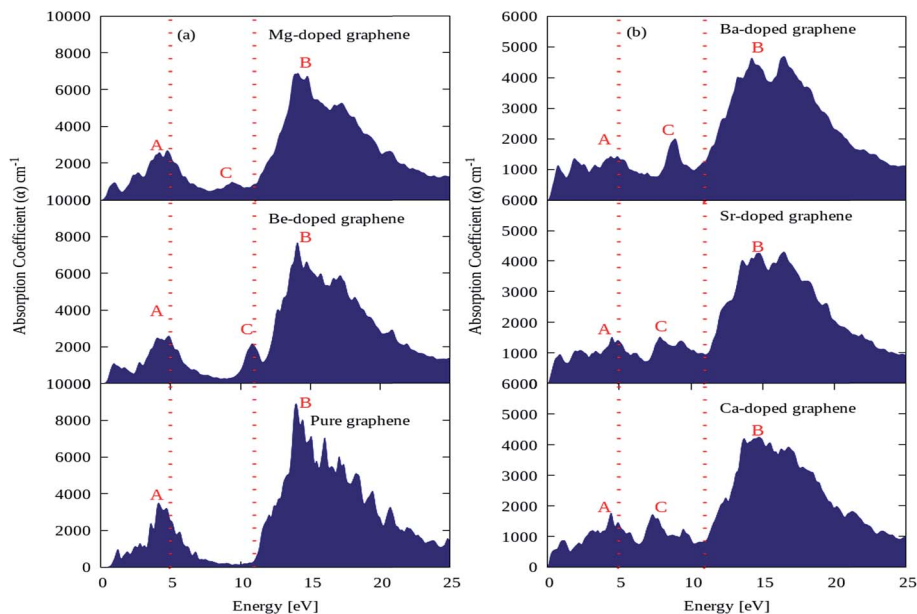 (a)
Mg-doped graphene
10000
8000
6000
4000
2000
A
B
C
Be-doped graphene
10000
8000
6000
4000
2000
0
A
B
C
Pure graphene
10000
8000
6000
4000
2000
0
0
A
B
0
5
10
15
20
25
Energy [eV]
Absorption Coefficient (α) cm⁻¹
(b)
Ba-doped graphene
6000
5000
4000
3000
2000
1000
A
B
C
Sr-doped graphene
6000
5000
4000
3000
2000
1000
0
A
B
C
Ca-doped graphene
6000
5000
4000
3000
2000
1000
0
0
A
B
C
0
5
10
15
20
25
Energy [eV]
Absorption Coefficient (α) cm⁻¹